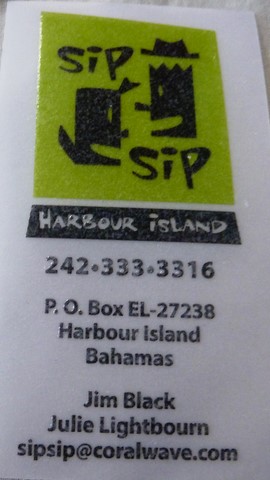 SiP
SiP
HARBOUR iSLAND
242•333•3316
P. O. Box EL-27238
Harbour Island
Bahamas
Jim Black
Julie Lightbourn
sipsip@coralwave.com